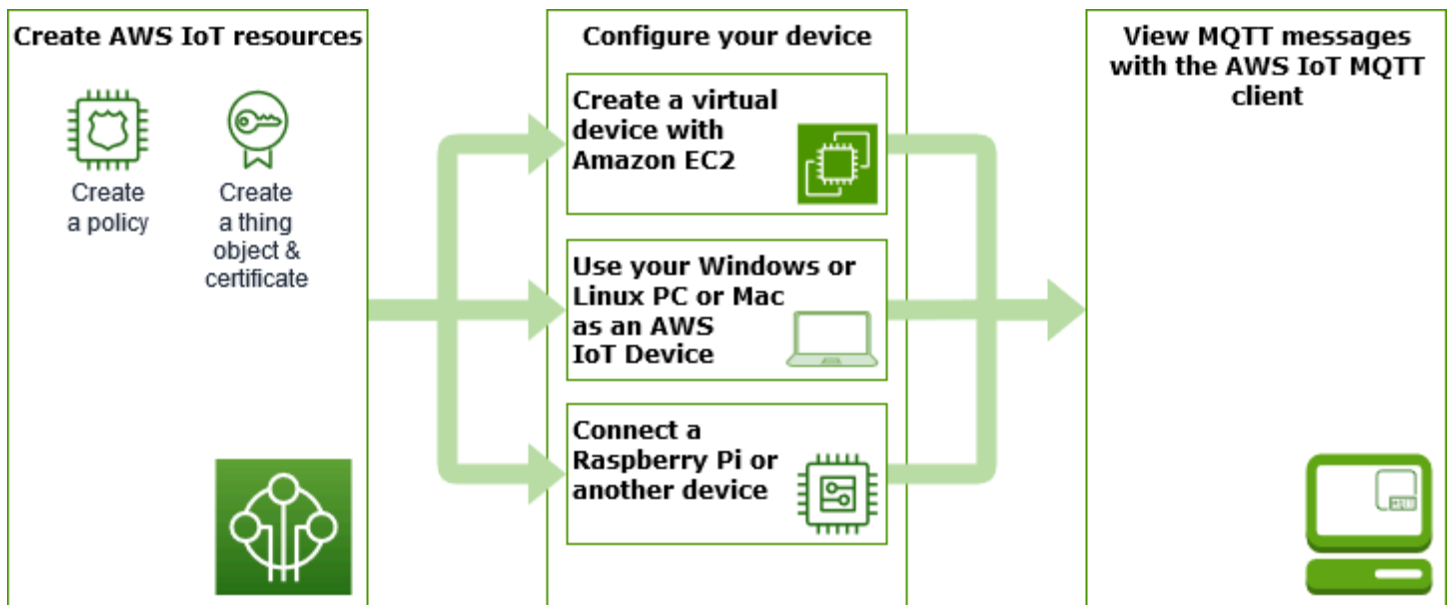 Create AWS IoT resources
Create
a policy
Create
a thing
object &
certificate
Configure your device
Create a virtual
device with
Amazon EC2
Use your Windows or
Linux PC or Mac
as an AWS
IoT Device
Connect a
Raspberry Pi or
another device
View MQTT messages
with the AWS IoT MQTT
client
MQTT